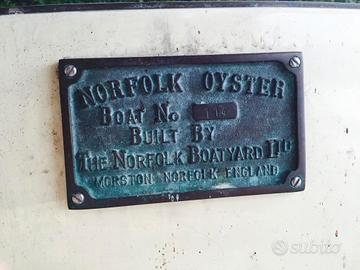 NORFOLK OYSTER
BOAT NO
BUILT BY
THE NORFOLK BOATYARD LTD
MORSTON NORFOLK ENGLAND
subito